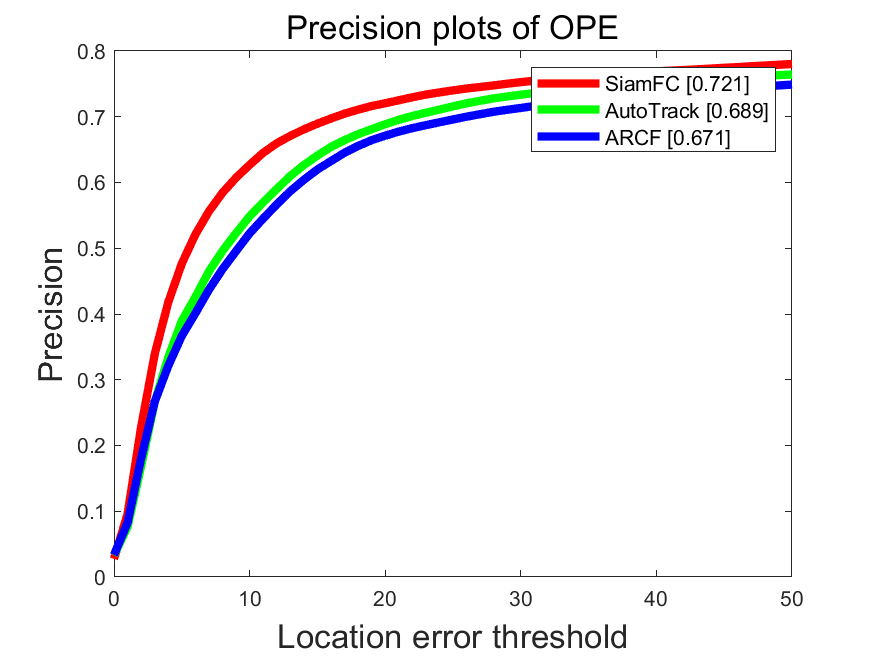 Precision plots of OPE
0.8
0.7
0.6
0.5
0.4
0.3
0.2
0.1
0
Precision
SiamFC [0.721]
AutoTrack [0.689]
ARCF [0.671]
0 10 20 30 40 50
Location error threshold